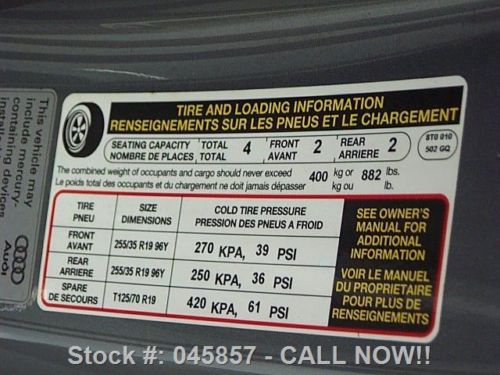 This vehicle may
include mercury-
containing devices
Audi
TIRE AND LOADING INFORMATION
RENSEIGNEMENTS SUR LES PNEUS ET LE CHARGEMENT
SEATING CAPACITY TOTAL 4 FRONT 2 REAR 2
NOMBRE DE PLACES TOTAL AVANT ARRIERE
5T0 010
502 GQ
The combined weight of occupants and cargo should never exceed 400 kg or 882 lbs.
Le poids total des occupants et du chargement ne doit jamais dépasser kg ou lb.
TIRE SIZE COLD TIRE PRESSURE
PNEU DIMENSIONS PRESSION DES PNEUS A FROID
FRONT
AVANT 255/35 R19 96Y 270 KPA, 39 PSI
REAR
ARRIERE 255/35 R19 96Y 250 KPA, 36 PSI
SPARE
DE SECOURS T125/70 R19 420 KPA, 61 PSI
SEE OWNER'S
MANUAL FOR
ADDITIONAL
INFORMATION
VOIR LE MANUEL
DU PROPRIETAIRE
POUR PLUS DE
RENSEIGNEMENTS
Stock #: 045857 - CALL NOW!!